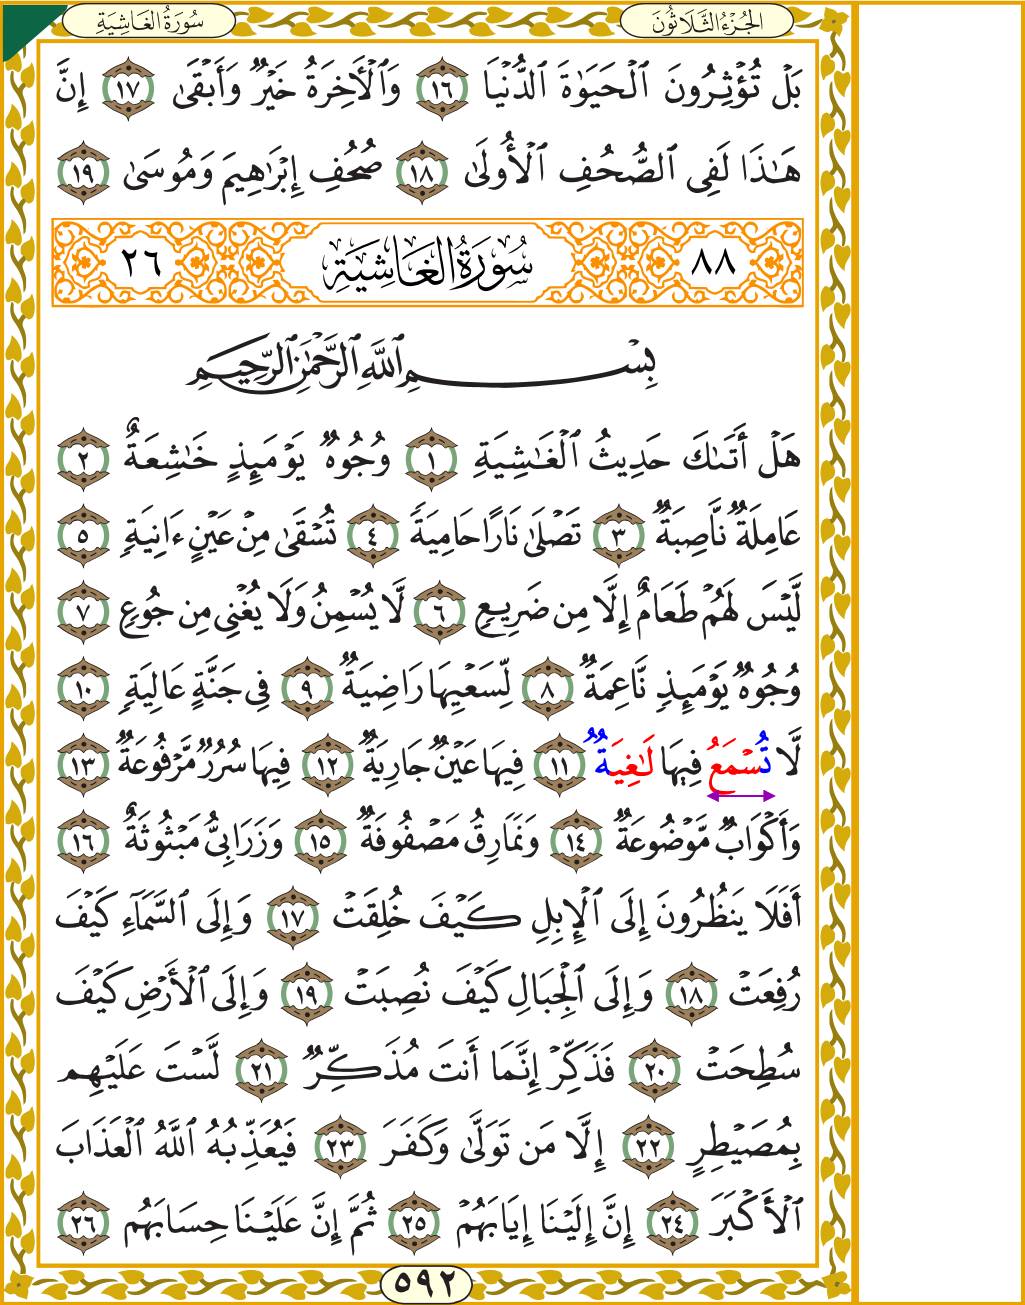 سُورَةُ الغَاشِيَةِ الجُزْءُ الثَّلَاثُونَ
بَلْ تُؤْثِرُونَ ٱلْحَيَوٰةَ ٱلدُّنْيَا ١٦ وَٱلْأَخِرَةُ خَيْرٌ وَأَبْقَىٰ ١٧ إِنَّ
هَـٰذَا لَفِى ٱلصُّحُفِ ٱلْأُولَىٰ ١٨ صُحُفِ إِبْرَٰهِيمَ وَمُوسَىٰ ١٩
٨٨ سُورَةُ الغَاشِيَةِ ٢٦
بِسْمِ ٱللَّهِ ٱلرَّحْمَـٰنِ ٱلرَّحِيمِ
هَلْ أَتَىٰكَ حَدِيثُ ٱلْغَـٰشِيَةِ ١ وُجُوهٌ يَوْمَئِذٍ خَـٰشِعَةٌ ٢
عَامِلَةٌ نَّاصِبَةٌ ٣ تَصْلَىٰ نَارًا حَامِيَةً ٤ تُسْقَىٰ مِنْ عَيْنٍ ءَانِيَةٍ ٥
لَّيْسَ لَهُمْ طَعَامٌ إِلَّا مِن ضَرِيعٍ ٦ لَّا يُسْمِنُ وَلَا يُغْنِى مِن جُوعٍ ٧
وُجُوهٌ يَوْمَئِذٍ نَّاعِمَةٌ ٨ لِّسَعْيِهَا رَاضِيَةٌ ٩ فِى جَنَّةٍ عَالِيَةٍ ١٠
لَّا تُسْمَعُ فِيهَا لَـٰغِيَةٌ ١١ فِيهَا عَيْنٌ جَارِيَةٌ ١٢ فِيهَا سُرُرٌ مَّرْفُوعَةٌ ١٣
وَأَكْوَابٌ مَّوْضُوعَةٌ ١٤ وَنَمَارِقُ مَصْفُوفَةٌ ١٥ وَزَرَابِىُّ مَبْثُوثَةٌ ١٦
أَفَلَا يَنظُرُونَ إِلَى ٱلْإِبِلِ كَيْفَ خُلِقَتْ ١٧ وَإِلَى ٱلسَّمَآءِ كَيْفَ
رُفِعَتْ ١٨ وَإِلَى ٱلْجِبَالِ كَيْفَ نُصِبَتْ ١٩ وَإِلَى ٱلْأَرْضِ كَيْفَ
سُطِحَتْ ٢٠ فَذَكِّرْ إِنَّمَا أَنتَ مُذَكِّرٌ ٢١ لَّسْتَ عَلَيْهِم
بِمُصَيْطِرٍ ٢٢ إِلَّا مَن تَوَلَّىٰ وَكَفَرَ ٢٣ فَيُعَذِّبُهُ ٱللَّهُ ٱلْعَذَابَ
ٱلْأَكْبَرَ ٢٤ إِنَّ إِلَيْنَا إِيَابَهُمْ ٢٥ ثُمَّ إِنَّ عَلَيْنَا حِسَابَهُم ٢٦
٥٩٢